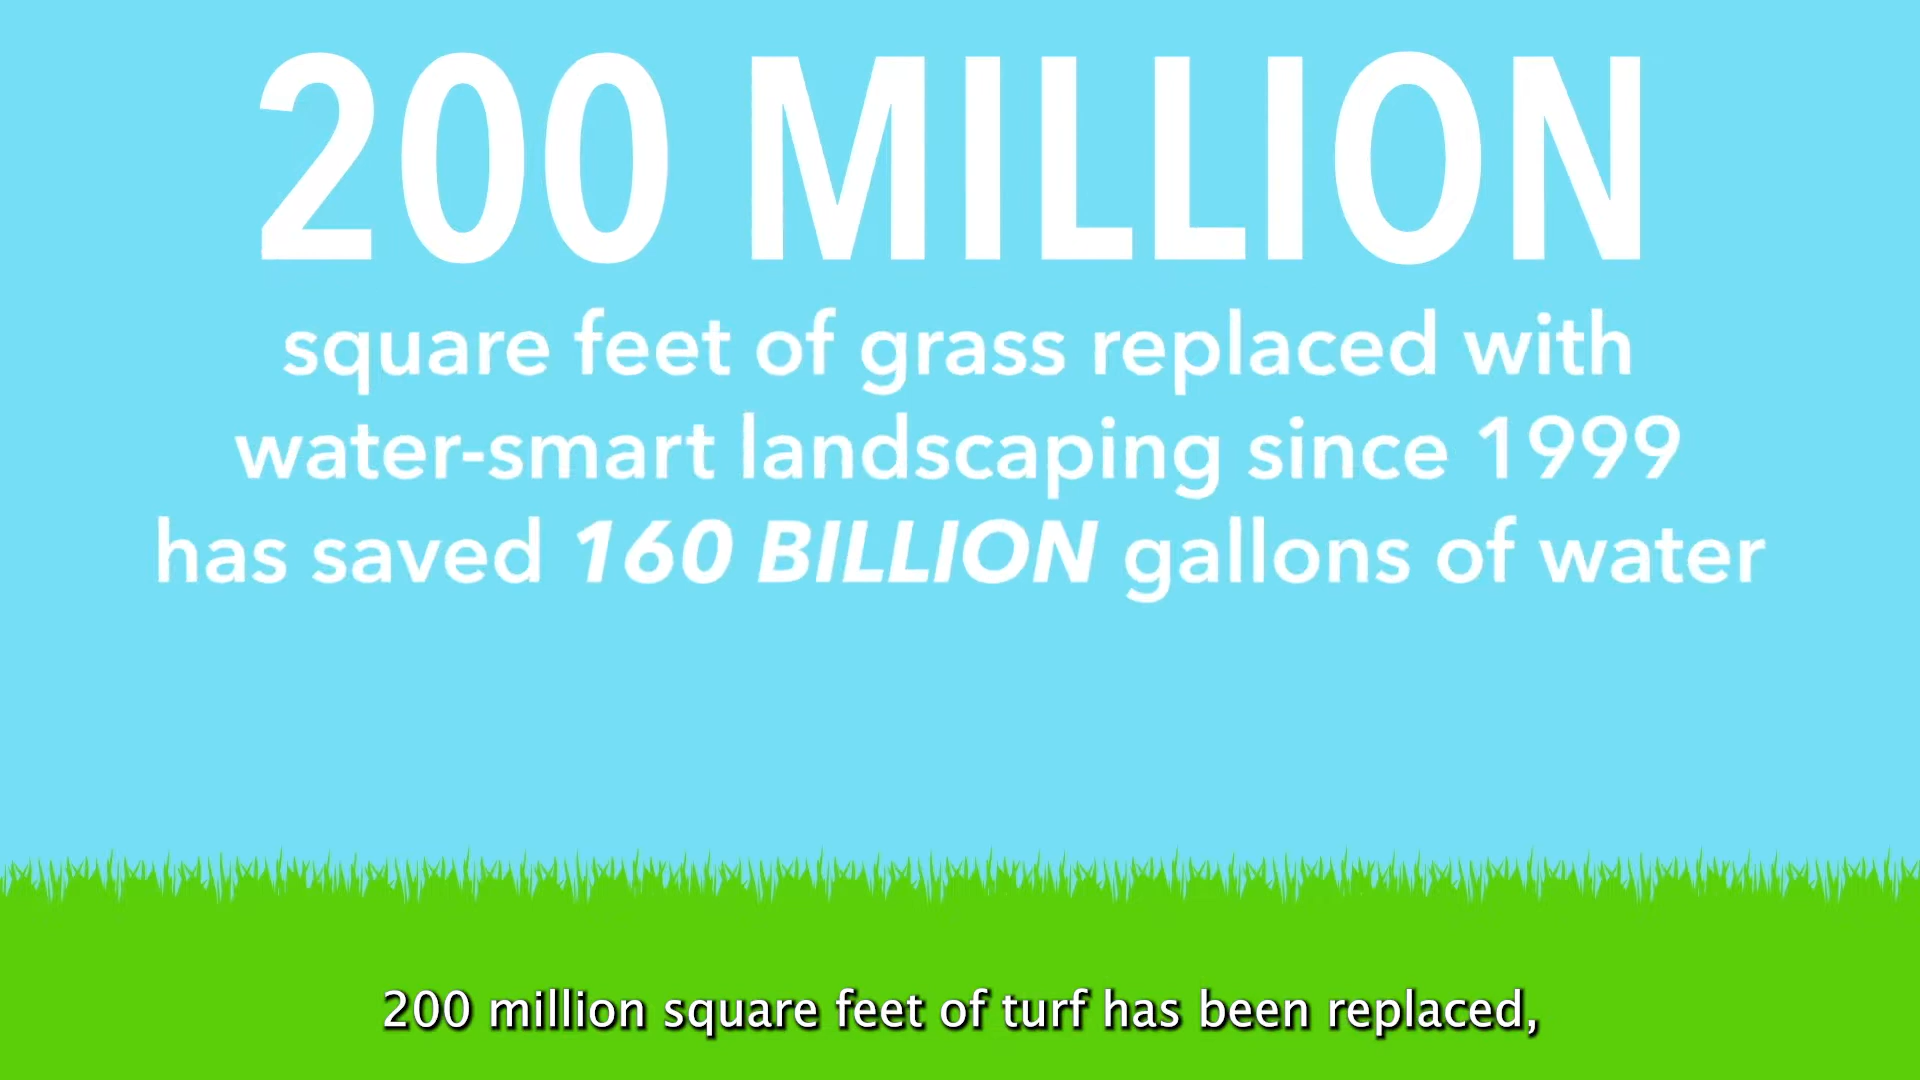 200 MILLION
square feet of grass replaced with
water-smart landscaping since 1999
has saved 160 BILLION gallons of water
200 million square feet of turf has been replaced,